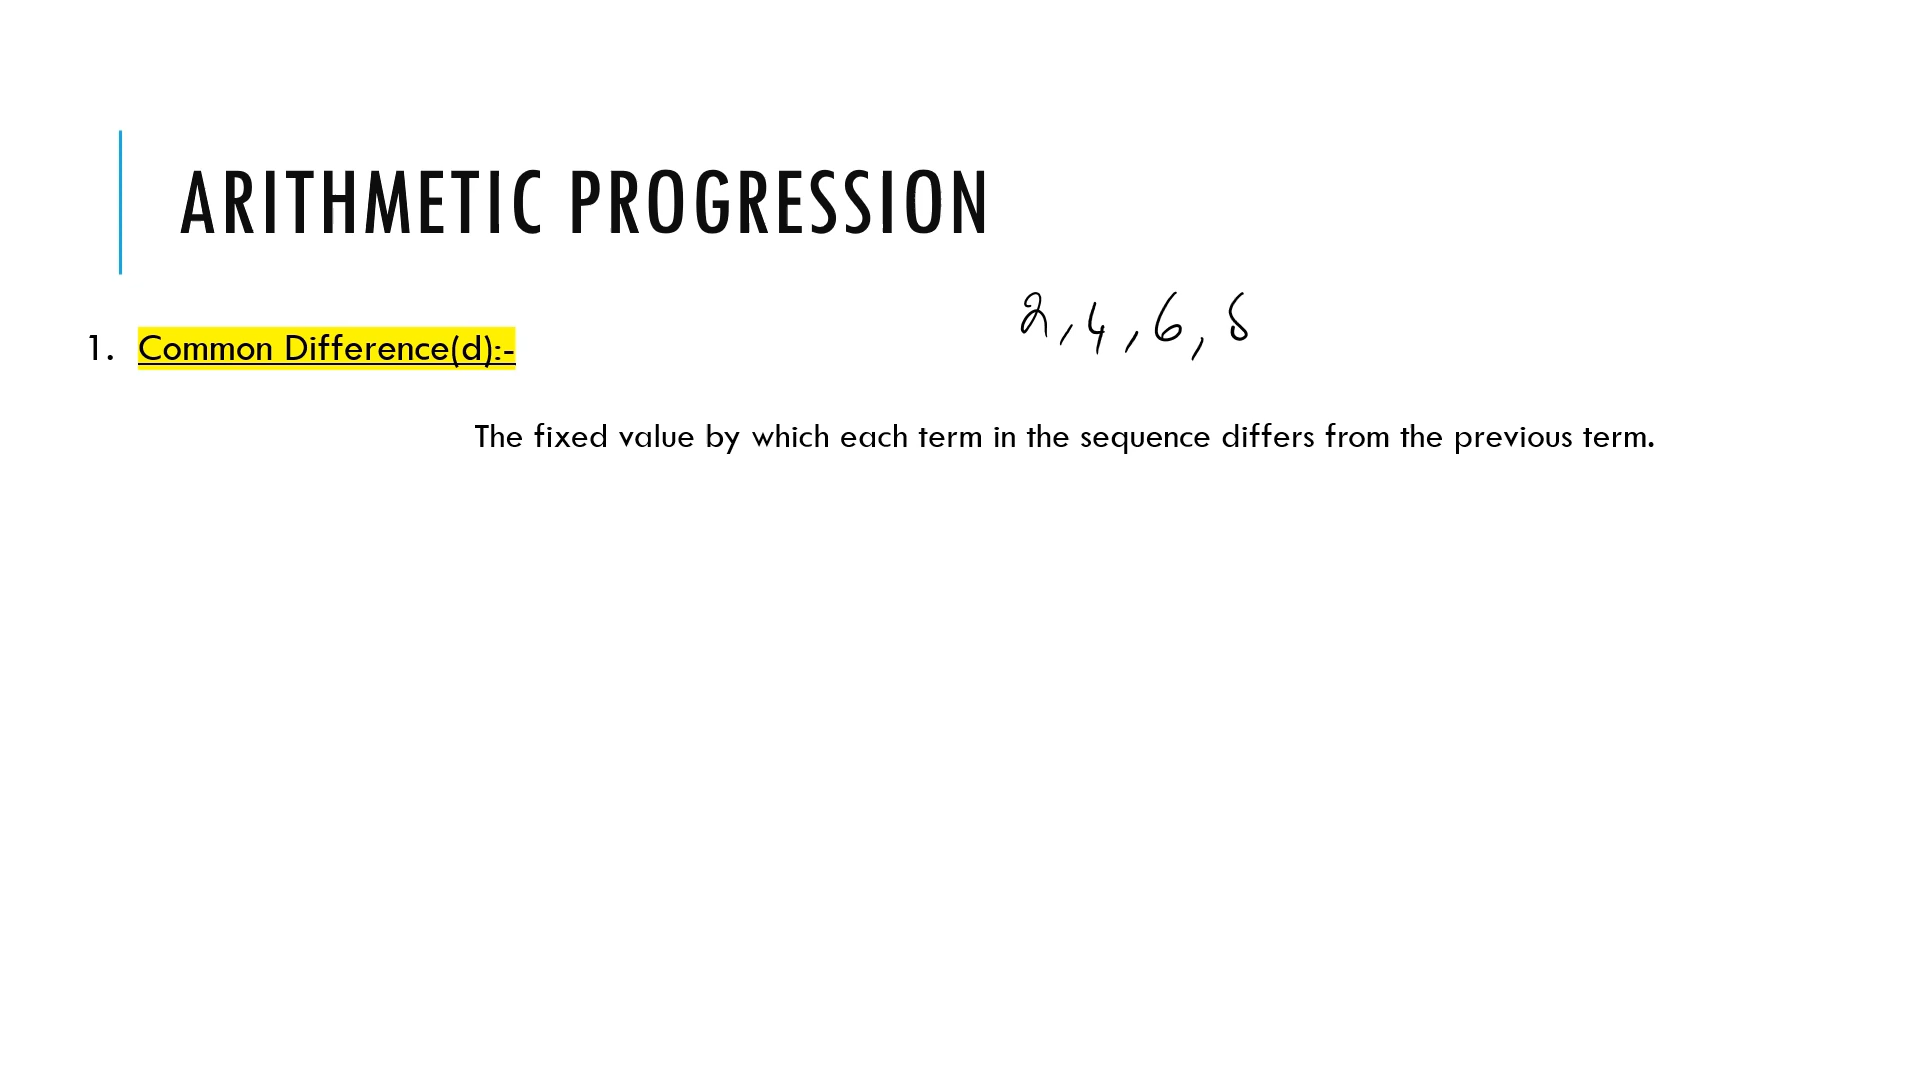 ARITHMETIC PROGRESSION
2,4,6,8
1. Common Difference(d):-
The fixed value by which each term in the sequence differs from the previous term.